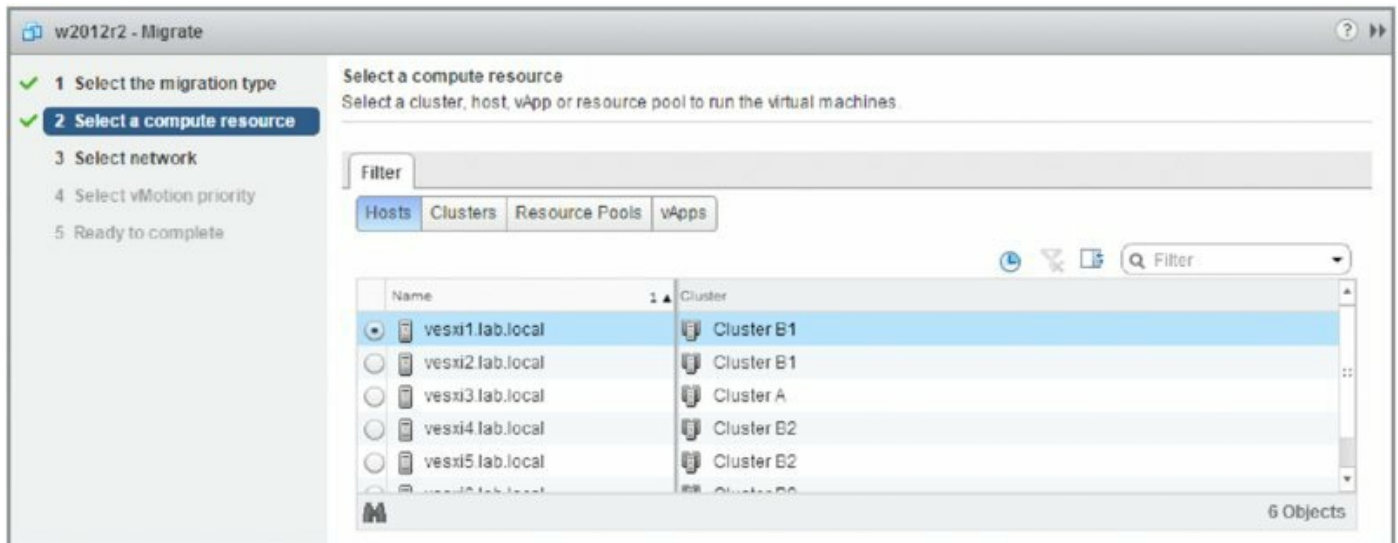 w2012r2 - Migrate
1 Select the migration type
2 Select a compute resource
3 Select network
4 Select vMotion priority
5 Ready to complete
Select a compute resource
Select a cluster, host, vApp or resource pool to run the virtual machines.
Filter
Hosts Clusters Resource Pools vApps
Filter
Name 1 Cluster
vesxi1.lab.local Cluster B1
vesxi2.lab.local Cluster B1
vesxi3.lab.local Cluster A
vesxi4.lab.local Cluster B2
vesxi5.lab.local Cluster B2
6 Objects